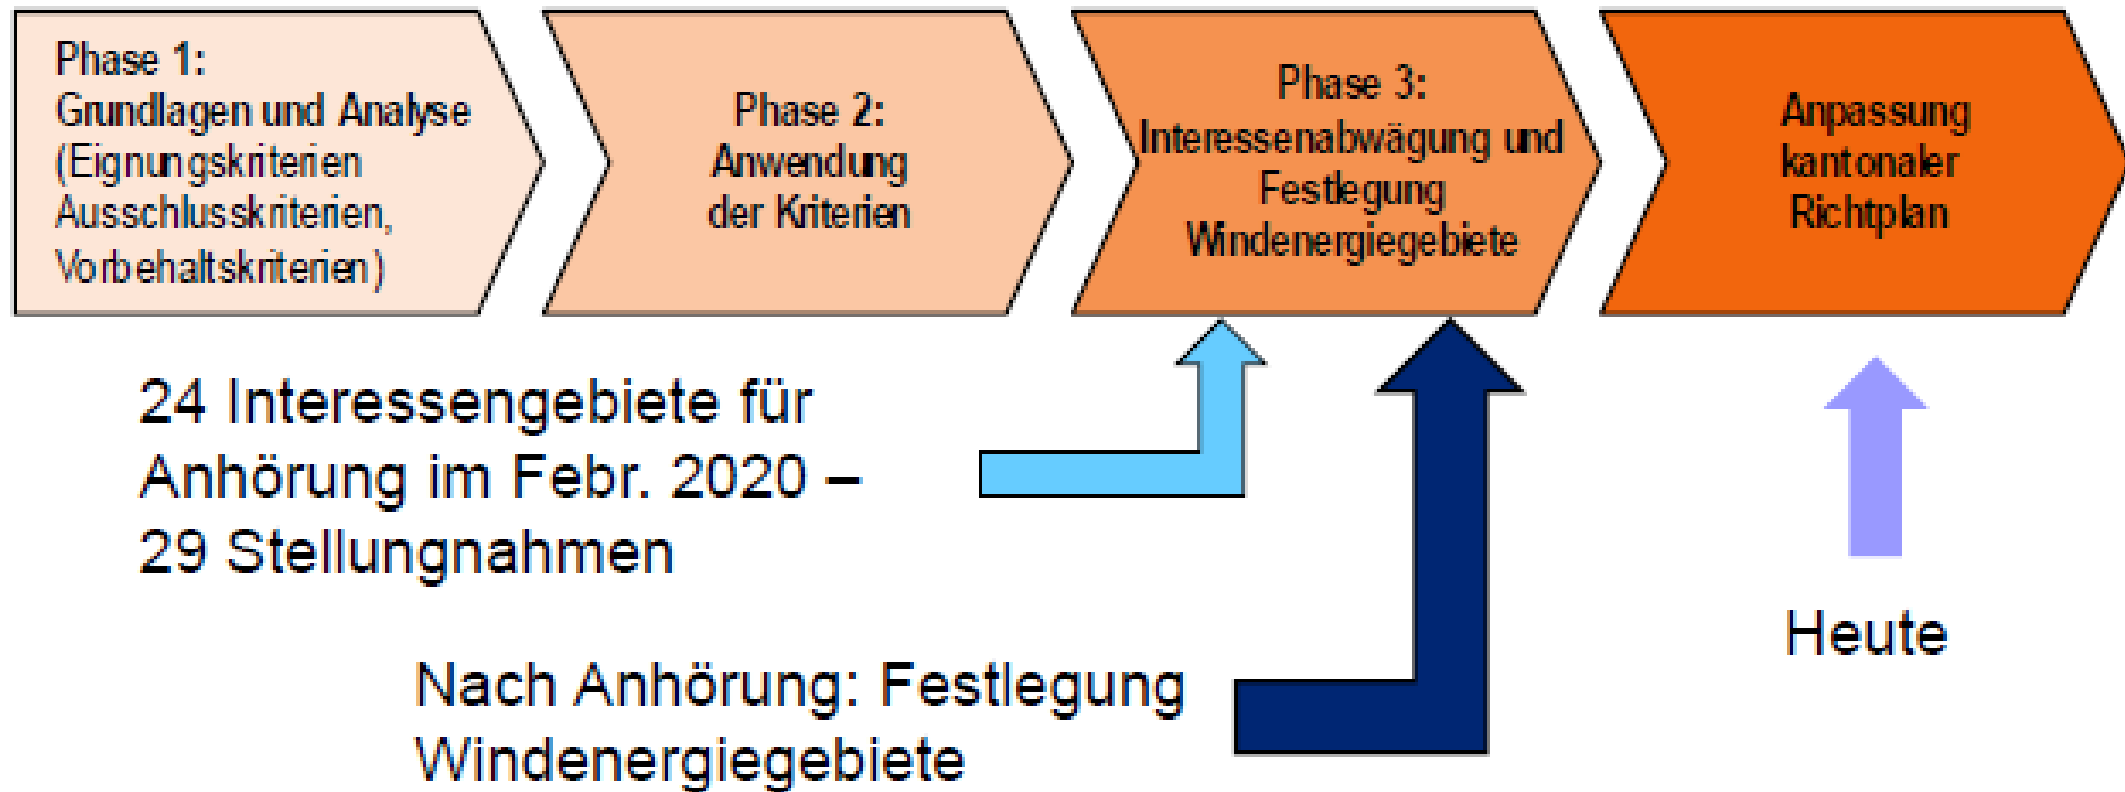 Phase 1:
Grundlagen und Analyse
(Eignungskriterien
Ausschlusskriterien,
Vorbehaltskriterien)
Phase 2:
Anwendung
der Kriterien
Phase 3:
Interessenabwägung und
Festlegung
Windenergiegebiete
Anpassung
kantonaler
Richtplan
24 Interessengebiete für
Anhörung im Febr. 2020 –
29 Stellungnahmen
Nach Anhörung: Festlegung
Windenergiegebiete
Heute